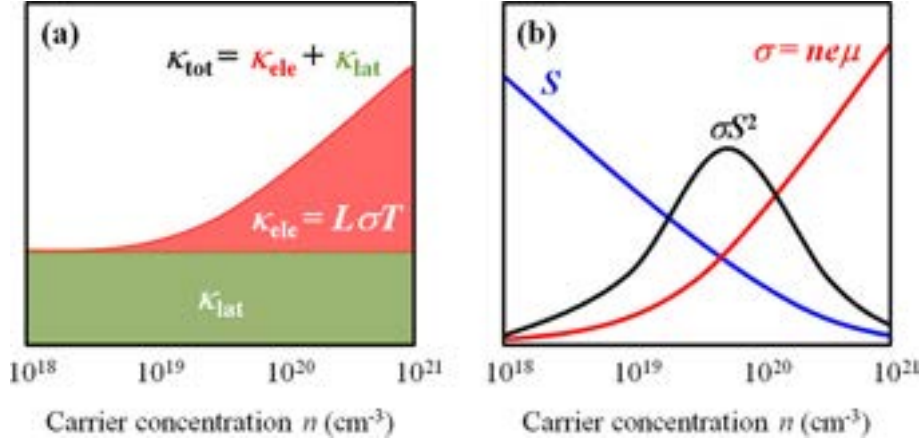 (a)
κtot = κele + κlat
κele = LσT
κlat
10¹⁸ 10¹⁹ 10²⁰ 10²¹
Carrier concentration n (cm⁻³)
(b)
σ = neμ
S
σS²
10¹⁸ 10¹⁹ 10²⁰ 10²¹
Carrier concentration n (cm⁻³)